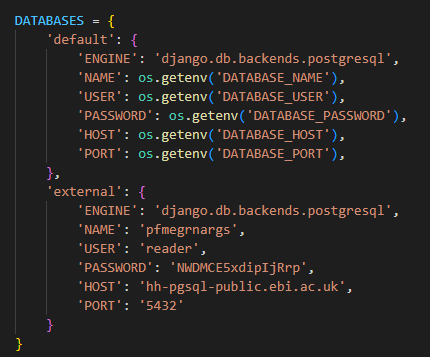 DATABASES = {
    'default': {
        'ENGINE': 'django.db.backends.postgresql',
        'NAME': os.getenv('DATABASE_NAME'),
        'USER': os.getenv('DATABASE_USER'),
        'PASSWORD': os.getenv('DATABASE_PASSWORD'),
        'HOST': os.getenv('DATABASE_HOST'),
        'PORT': os.getenv('DATABASE_PORT'),
    },
    'external': {
        'ENGINE': 'django.db.backends.postgresql',
        'NAME': 'pfmegrnargs',
        'USER': 'reader',
        'PASSWORD': 'NWDMCE5xdipIjRrp',
        'HOST': 'hh-pgsql-public.ebi.ac.uk',
        'PORT': '5432'
    }
}